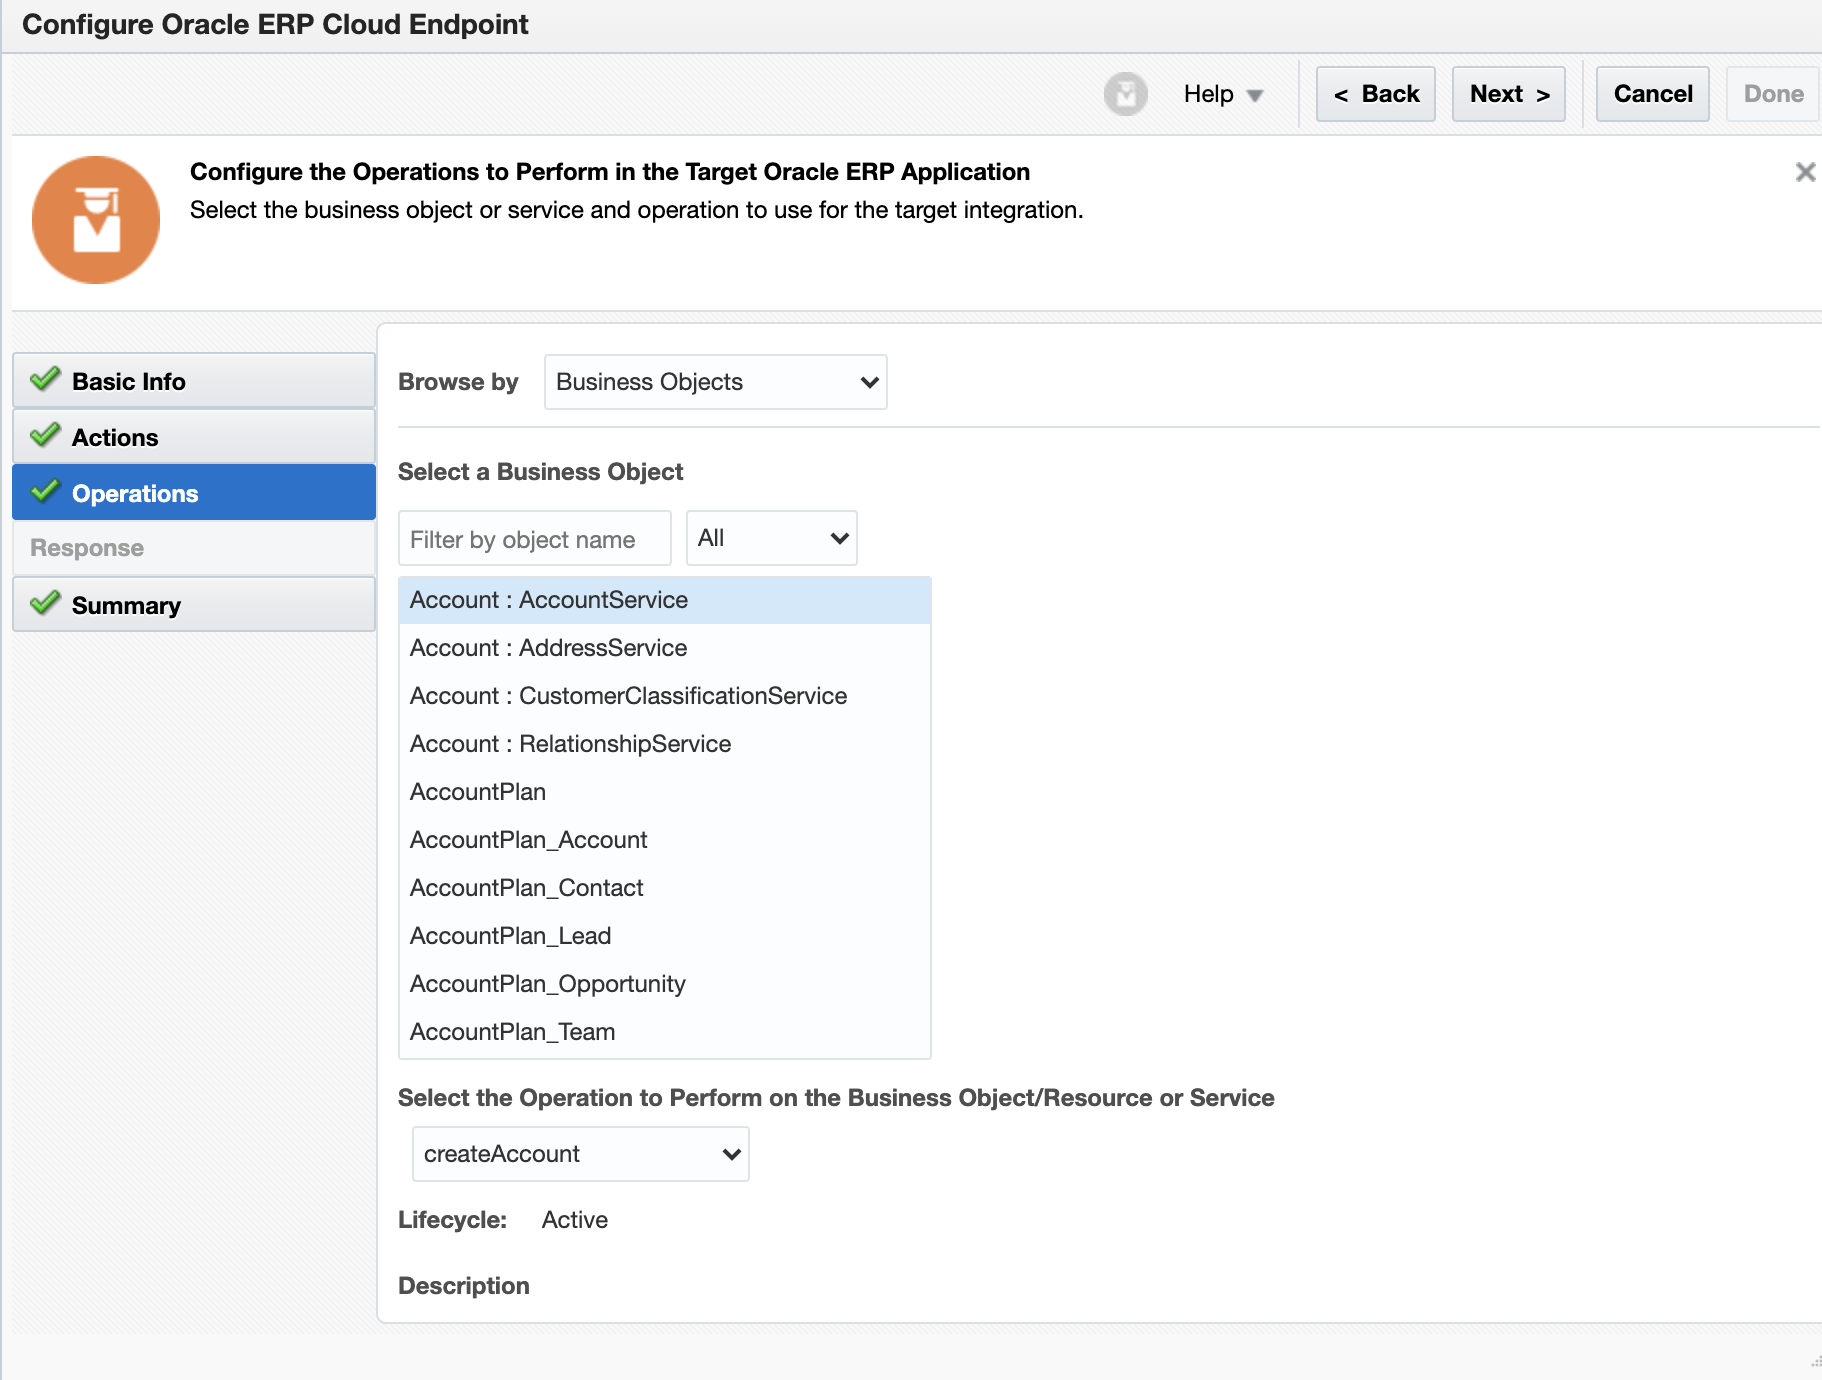 Configure Oracle ERP Cloud Endpoint
Help
< Back
Next >
Cancel
Done
Configure the Operations to Perform in the Target Oracle ERP Application
Select the business object or service and operation to use for the target integration.
Basic Info
Actions
Operations
Response
Summary
Browse by Business Objects
Select a Business Object
Filter by object name All
Account : AccountService
Account : AddressService
Account : CustomerClassificationService
Account : RelationshipService
AccountPlan
AccountPlan_Account
AccountPlan_Contact
AccountPlan_Lead
AccountPlan_Opportunity
AccountPlan_Team
Select the Operation to Perform on the Business Object/Resource or Service
createAccount
Lifecycle: Active
Description